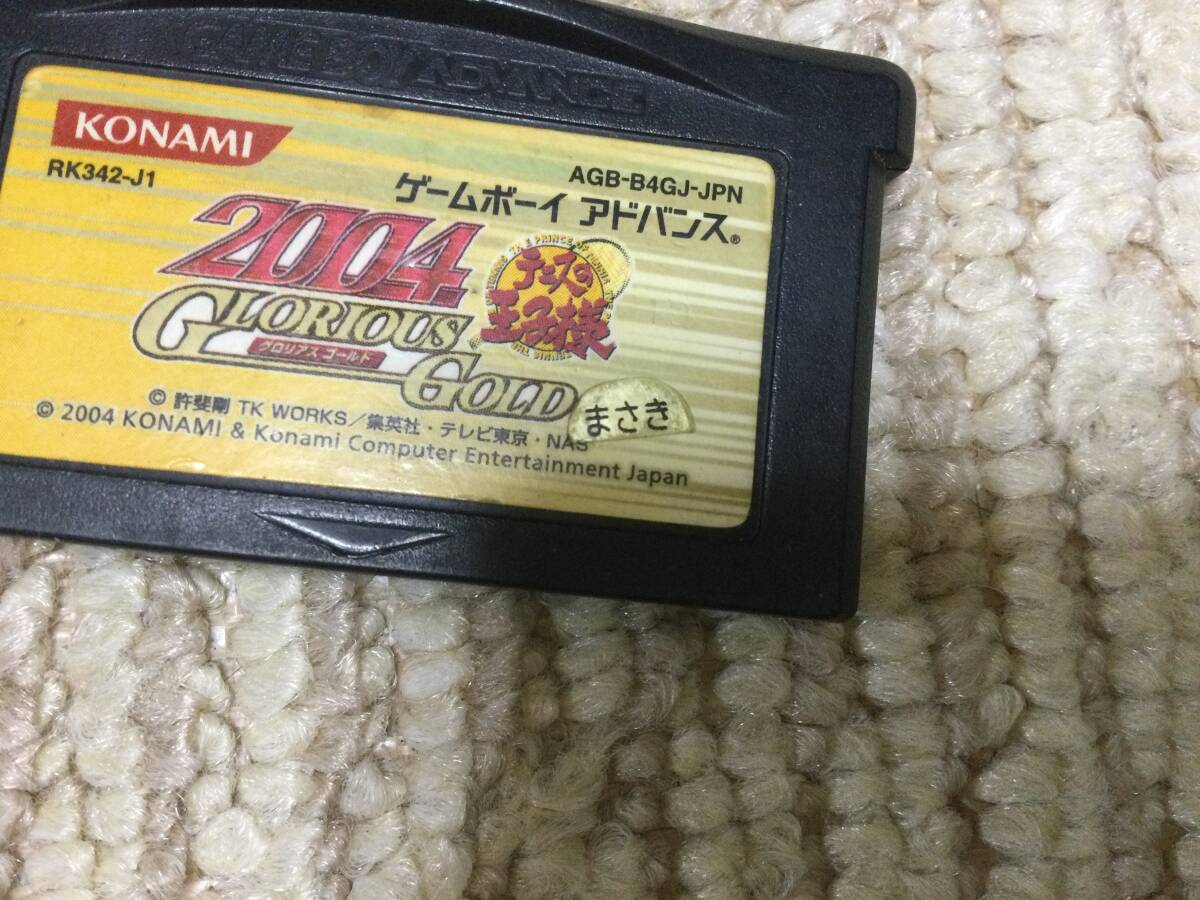 GAME BOY ADVANCE
KONAMI
RK342-J1
AGB-B4GJ-JPN
ゲームボーイ アドバンス®
2004
テニスの
王子様
GLORIOUS
グロリアス ゴールド
GOLD
まさき
© 許斐剛 TK WORKS／集英社・テレビ東京・NAS
© 2004 KONAMI & Konami Computer Entertainment Japan